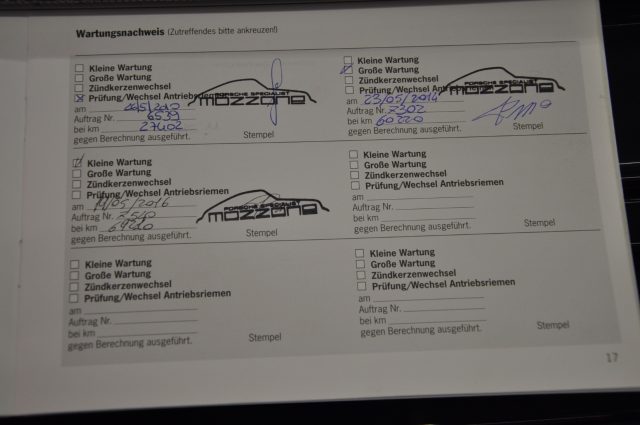 Wartungsnachweis (Zutreffendes bitte ankreuzen!)
Kleine Wartung
Große Wartung
Zündkerzenwechsel
Prüfung/Wechsel Antriebsriemen
am
Auftrag Nr. 6539
bei km 27402
gegen Berechnung ausgeführt. Stempel
PORSCHE SPECIALIST
mozzone
Kleine Wartung
Große Wartung
Zündkerzenwechsel
Prüfung/Wechsel
am 23/05/2014
Auftrag Nr. 2302
bei km 60220
gegen Berechnung ausgeführt. Stempel
PORSCHE SPECIALIST
mozzone
Kleine Wartung
Große Wartung
Zündkerzenwechsel
Prüfung/Wechsel Antriebsriemen
am /05/2016
Auftrag Nr. 2540
bei km
gegen Berechnung ausgeführt. Stempel
PORSCHE SPECIALIST
mozzone
Kleine Wartung
Große Wartung
Zündkerzenwechsel
Prüfung/Wechsel Antriebsriemen
am
Auftrag Nr.
bei km
gegen Berechnung ausgeführt. Stempel
Kleine Wartung
Große Wartung
Zündkerzenwechsel
Prüfung/Wechsel Antriebsriemen
am
Auftrag Nr.
bei km
gegen Berechnung ausgeführt. Stempel
Kleine Wartung
Große Wartung
Zündkerzenwechsel
Prüfung/Wechsel Antriebsriemen
am
Auftrag Nr.
bei km
gegen Berechnung ausgeführt. Stempel
17